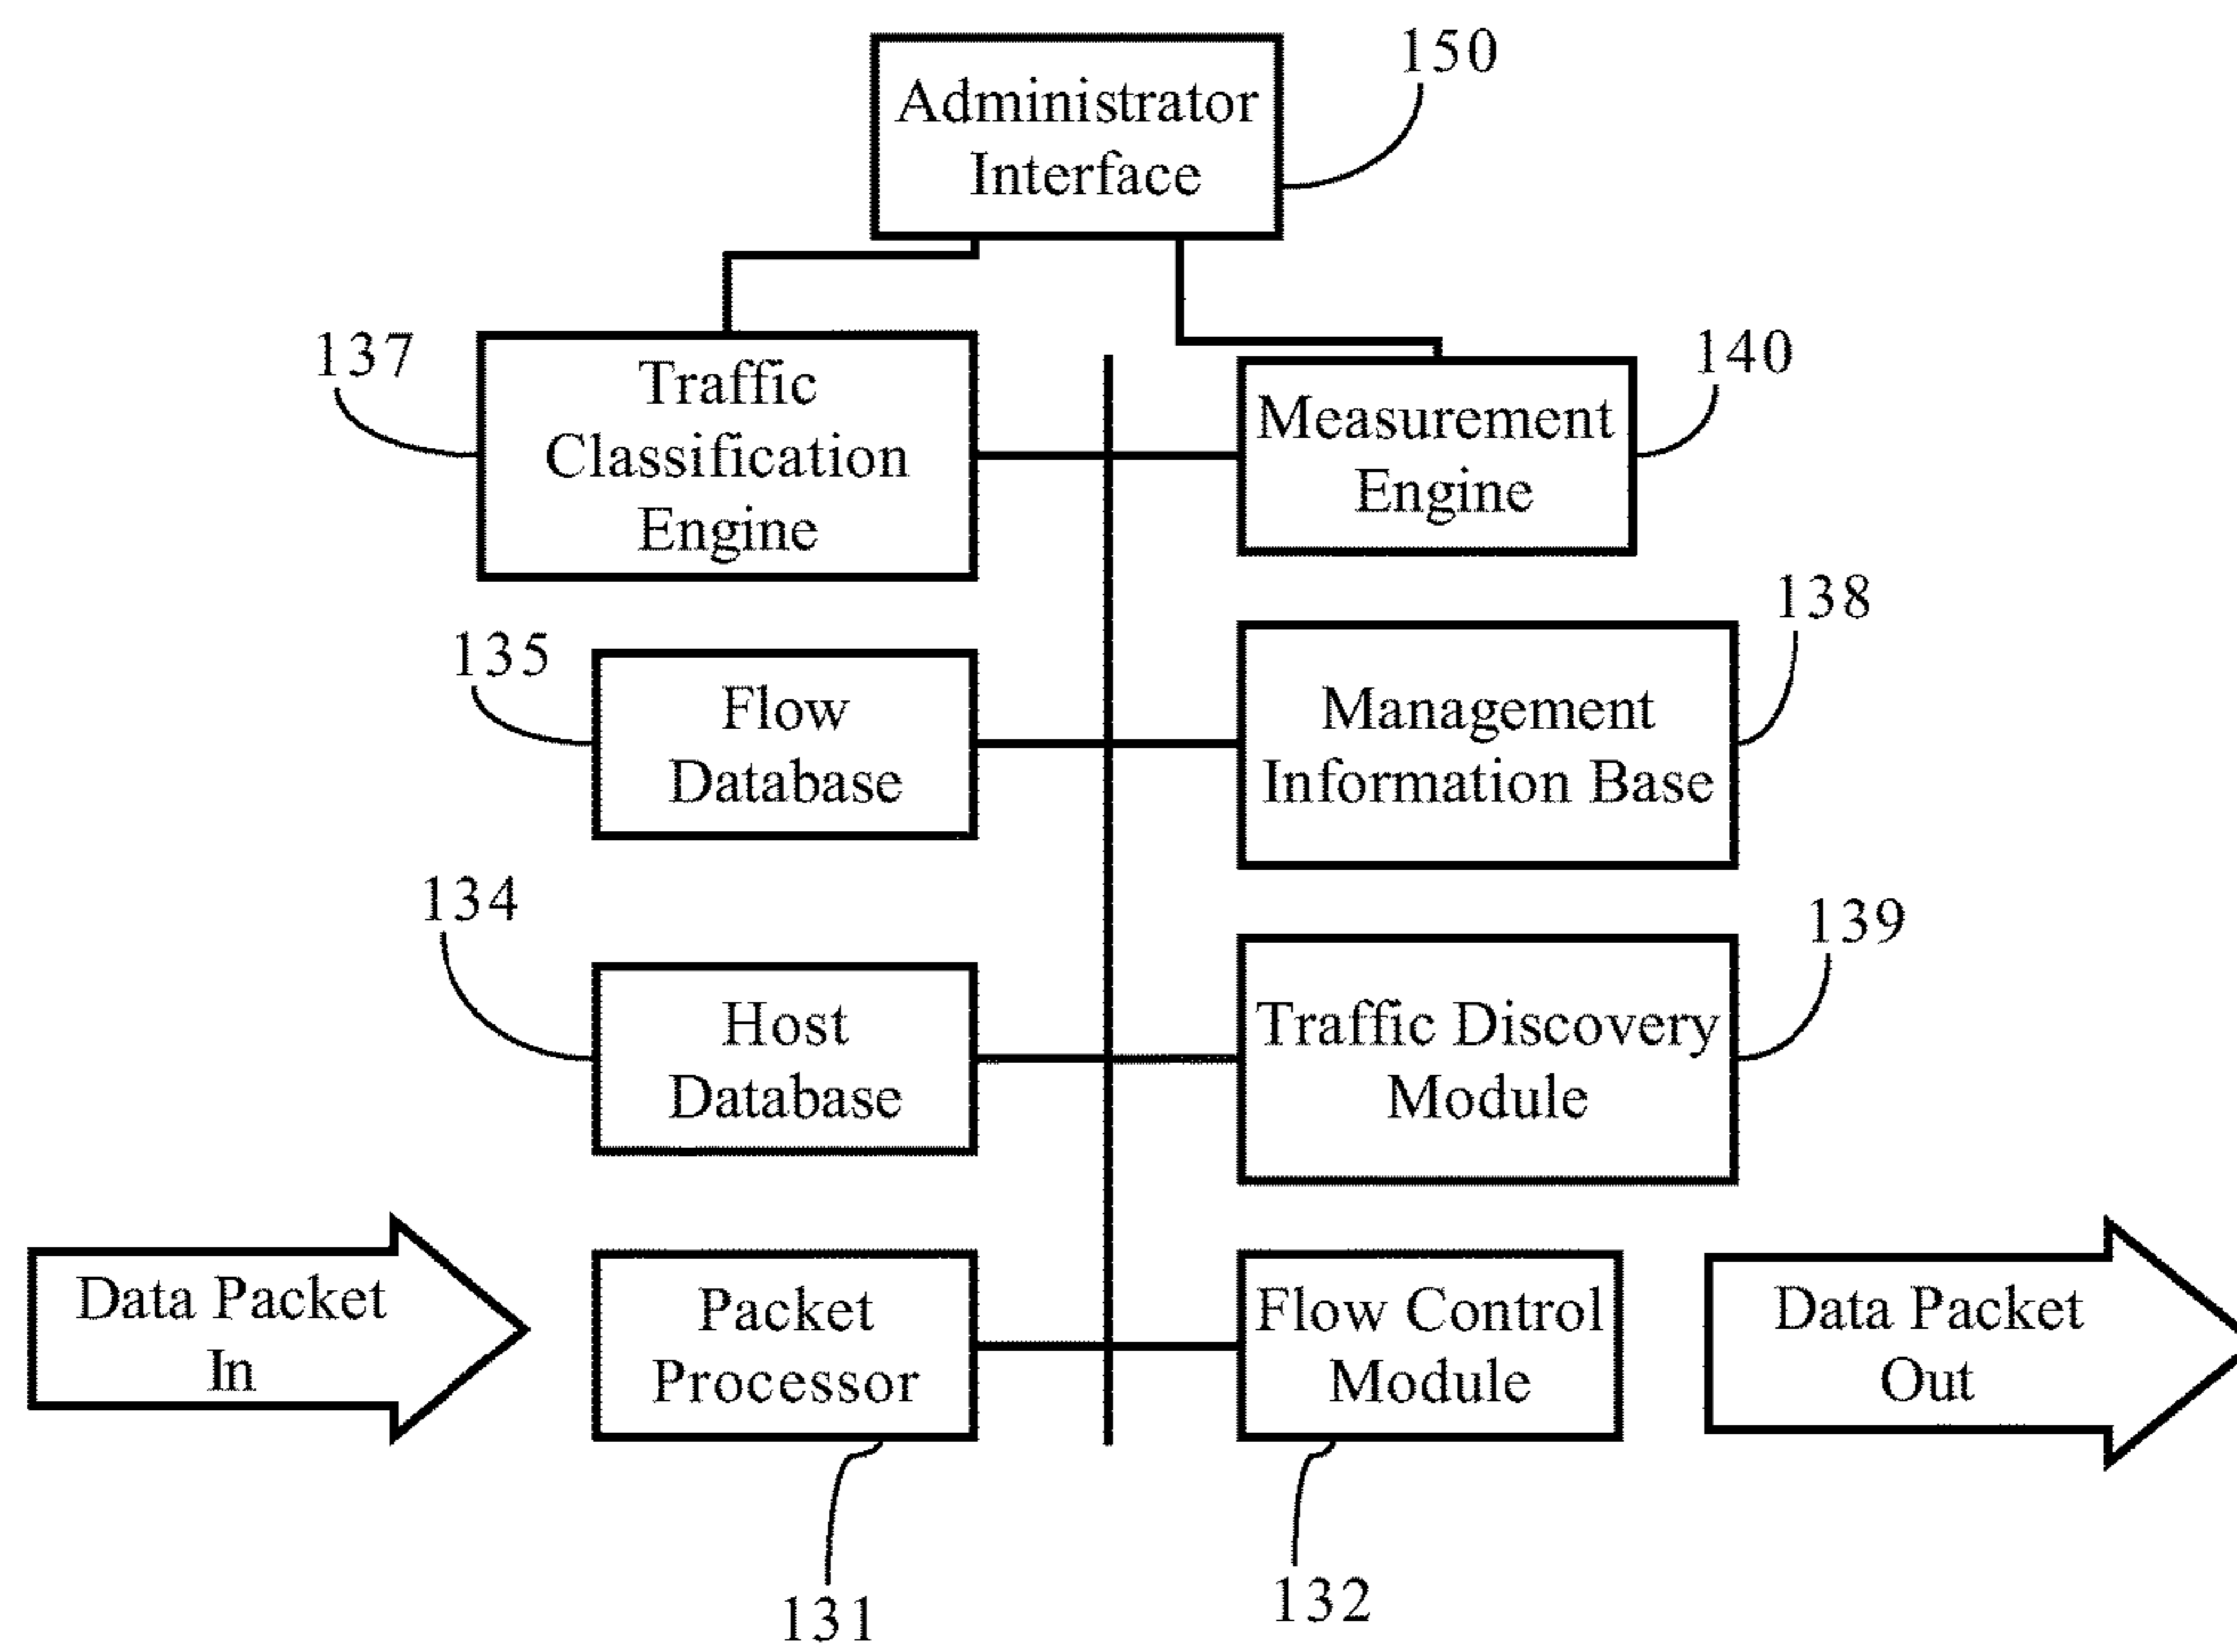 150
Administrator
Interface
137
Traffic
Classification
Engine
140
Measurement
Engine
135
Flow
Database
138
Management
Information Base
134
Host
Database
139
Traffic Discovery
Module
Data Packet
In
Packet
Processor
Flow Control
Module
Data Packet
Out
131
132